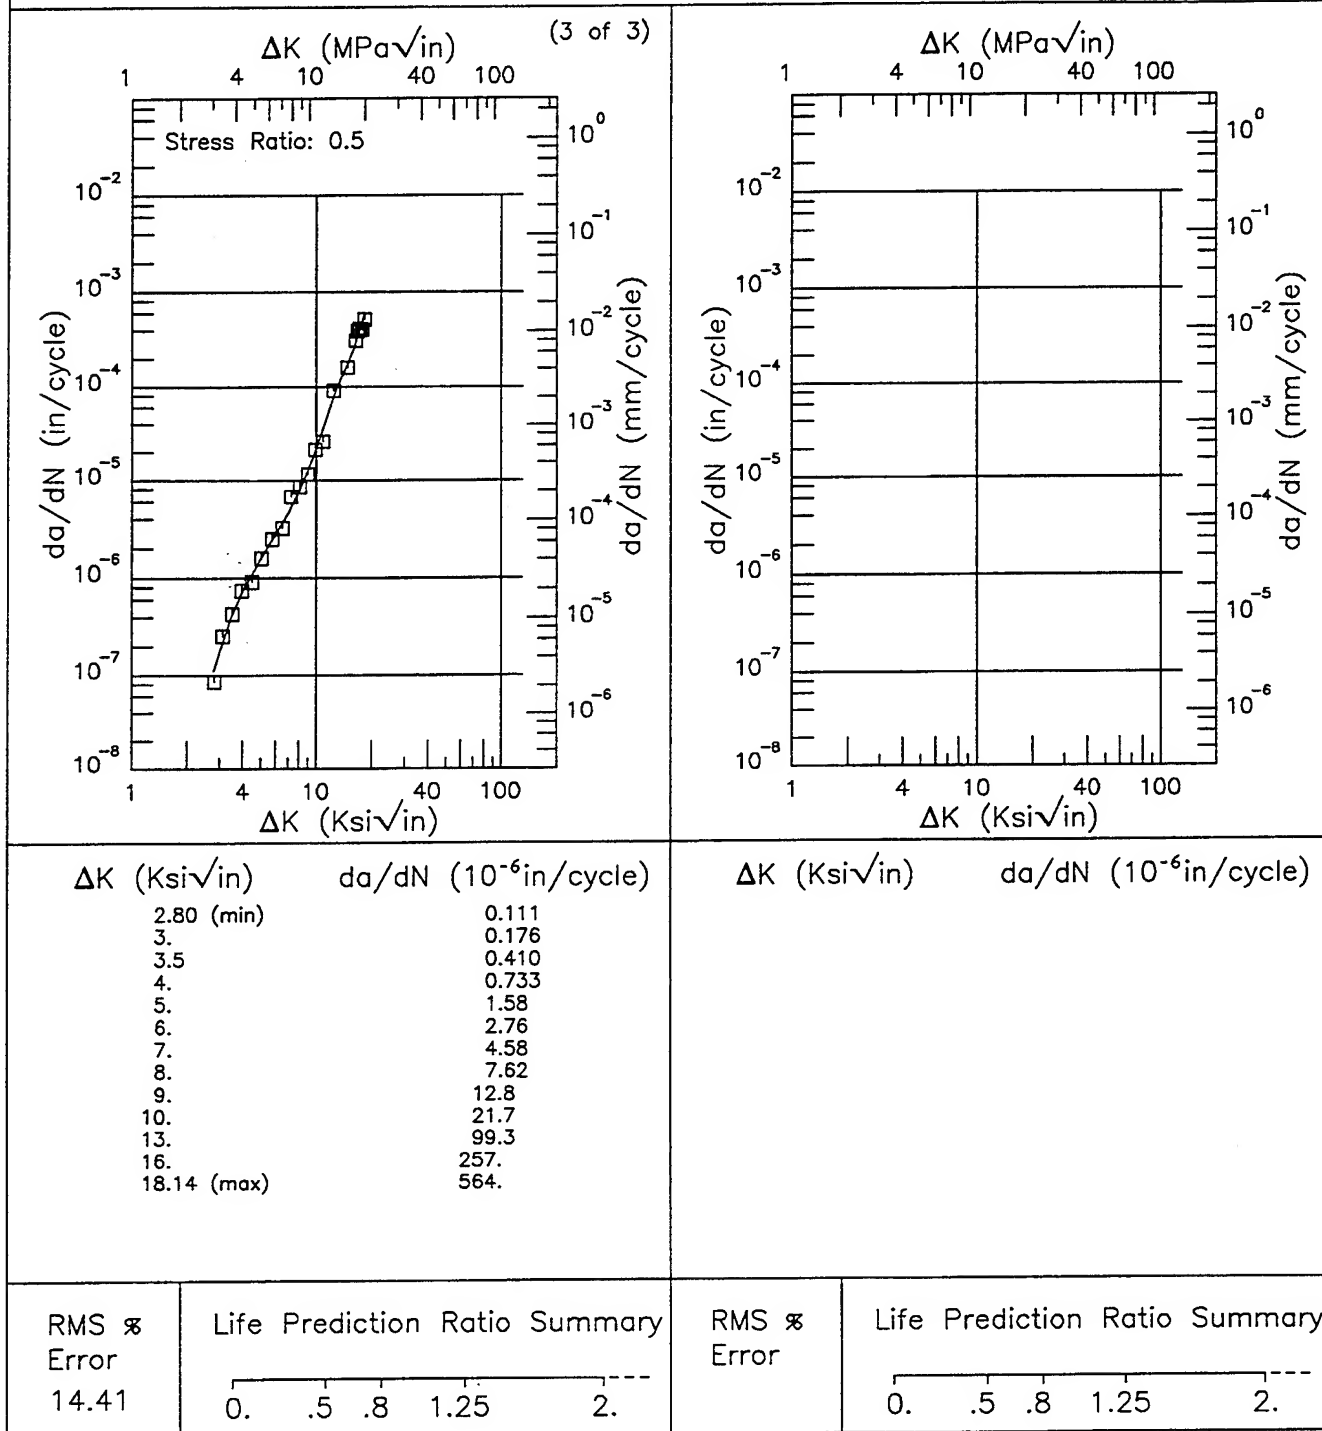 (3 of 3)
ΔK (MPa√in)
1 4 10 40 100
Stress Ratio: 0.5
10⁻² 10⁻³ 10⁻⁴ 10⁻⁵ 10⁻⁶ 10⁻⁷ 10⁻⁸
da/dN (in/cycle)
10⁰ 10⁻¹ 10⁻² 10⁻³ 10⁻⁴ 10⁻⁵ 10⁻⁶
da/dN (mm/cycle)
1 4 10 40 100
ΔK (Ksi√in)
ΔK (MPa√in)
1 4 10 40 100
10⁻² 10⁻³ 10⁻⁴ 10⁻⁵ 10⁻⁶ 10⁻⁷ 10⁻⁸
da/dN (in/cycle)
10⁰ 10⁻¹ 10⁻² 10⁻³ 10⁻⁴ 10⁻⁵ 10⁻⁶
da/dN (mm/cycle)
1 4 10 40 100
ΔK (Ksi√in)
ΔK (Ksi√in) da/dN (10⁻⁶in/cycle)
2.80 (min) 0.111
3. 0.176
3.5 0.410
4. 0.733
5. 1.58
6. 2.76
7. 4.58
8. 7.62
9. 12.8
10. 21.7
13. 99.3
16. 257.
18.14 (max) 564.
ΔK (Ksi√in) da/dN (10⁻⁶in/cycle)
RMS %
Error
14.41
Life Prediction Ratio Summary
0. .5 .8 1.25 2.
RMS %
Error
Life Prediction Ratio Summary
0. .5 .8 1.25 2.